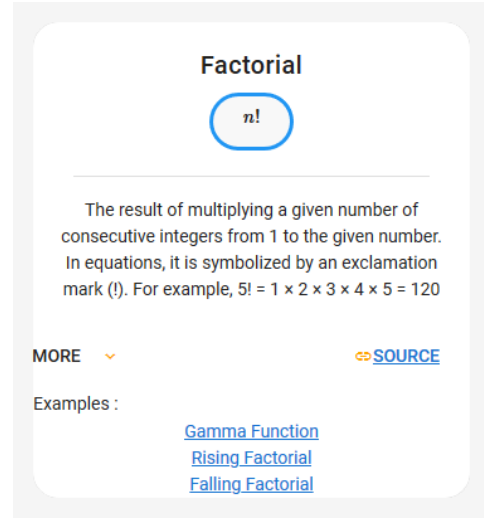 Factorial
n!
The result of multiplying a given number of
consecutive integers from 1 to the given number.
In equations, it is symbolized by an exclamation
mark (!). For example, 5! = 1 × 2 × 3 × 4 × 5 = 120
MORE SOURCE
Examples :
Gamma Function
Rising Factorial
Falling Factorial